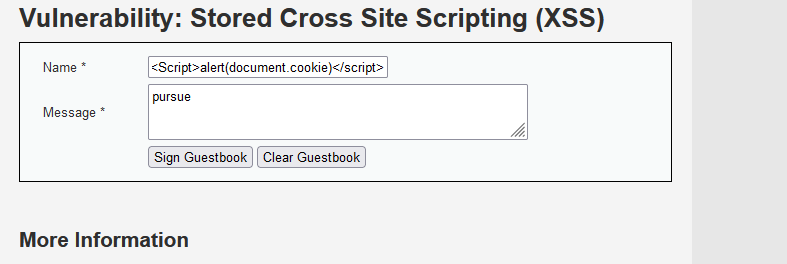 Vulnerability: Stored Cross Site Scripting (XSS)
Name * <Script>alert(document.cookie)</script>
Message * pursue
Sign Guestbook Clear Guestbook
More Information